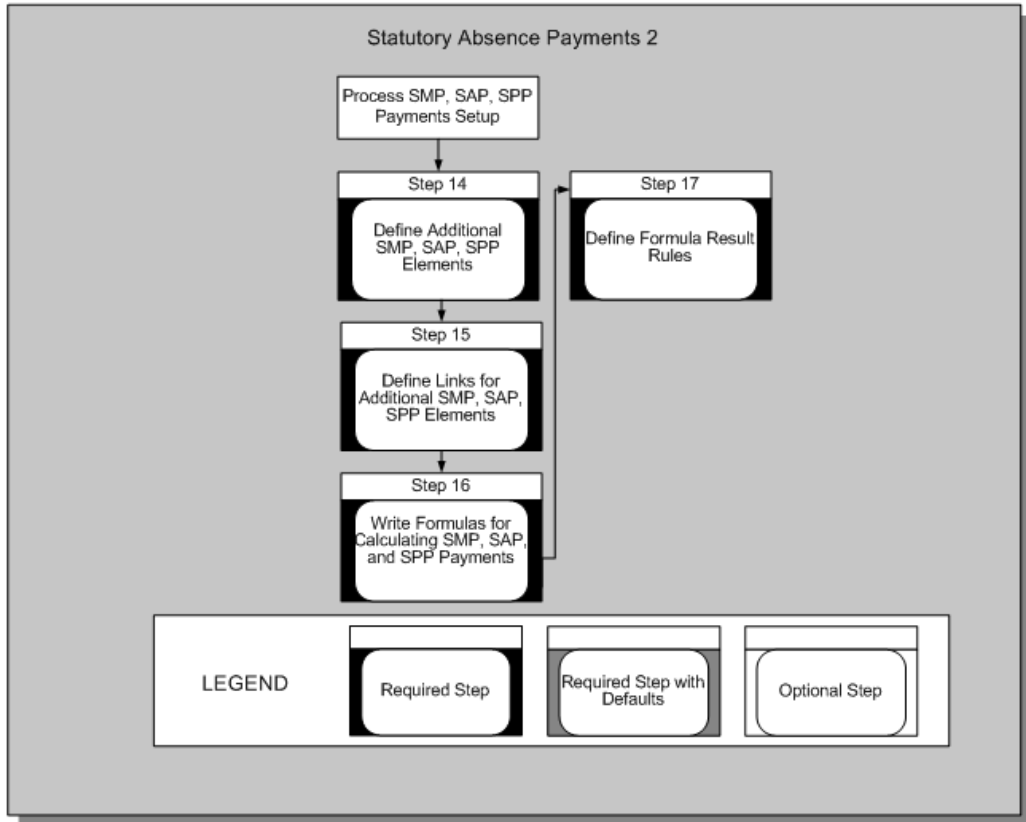 Statutory Absence Payments 2
Process SMP, SAP, SPP
Payments Setup
Step 14
Define Additional
SMP, SAP, SPP
Elements
Step 15
Define Links for
Additional SMP, SAP,
SPP Elements
Step 16
Write Formulas for
Calculating SMP, SAP,
and SPP Payments
Step 17
Define Formula Result
Rules
LEGEND
Required Step
Required Step with
Defaults
Optional Step